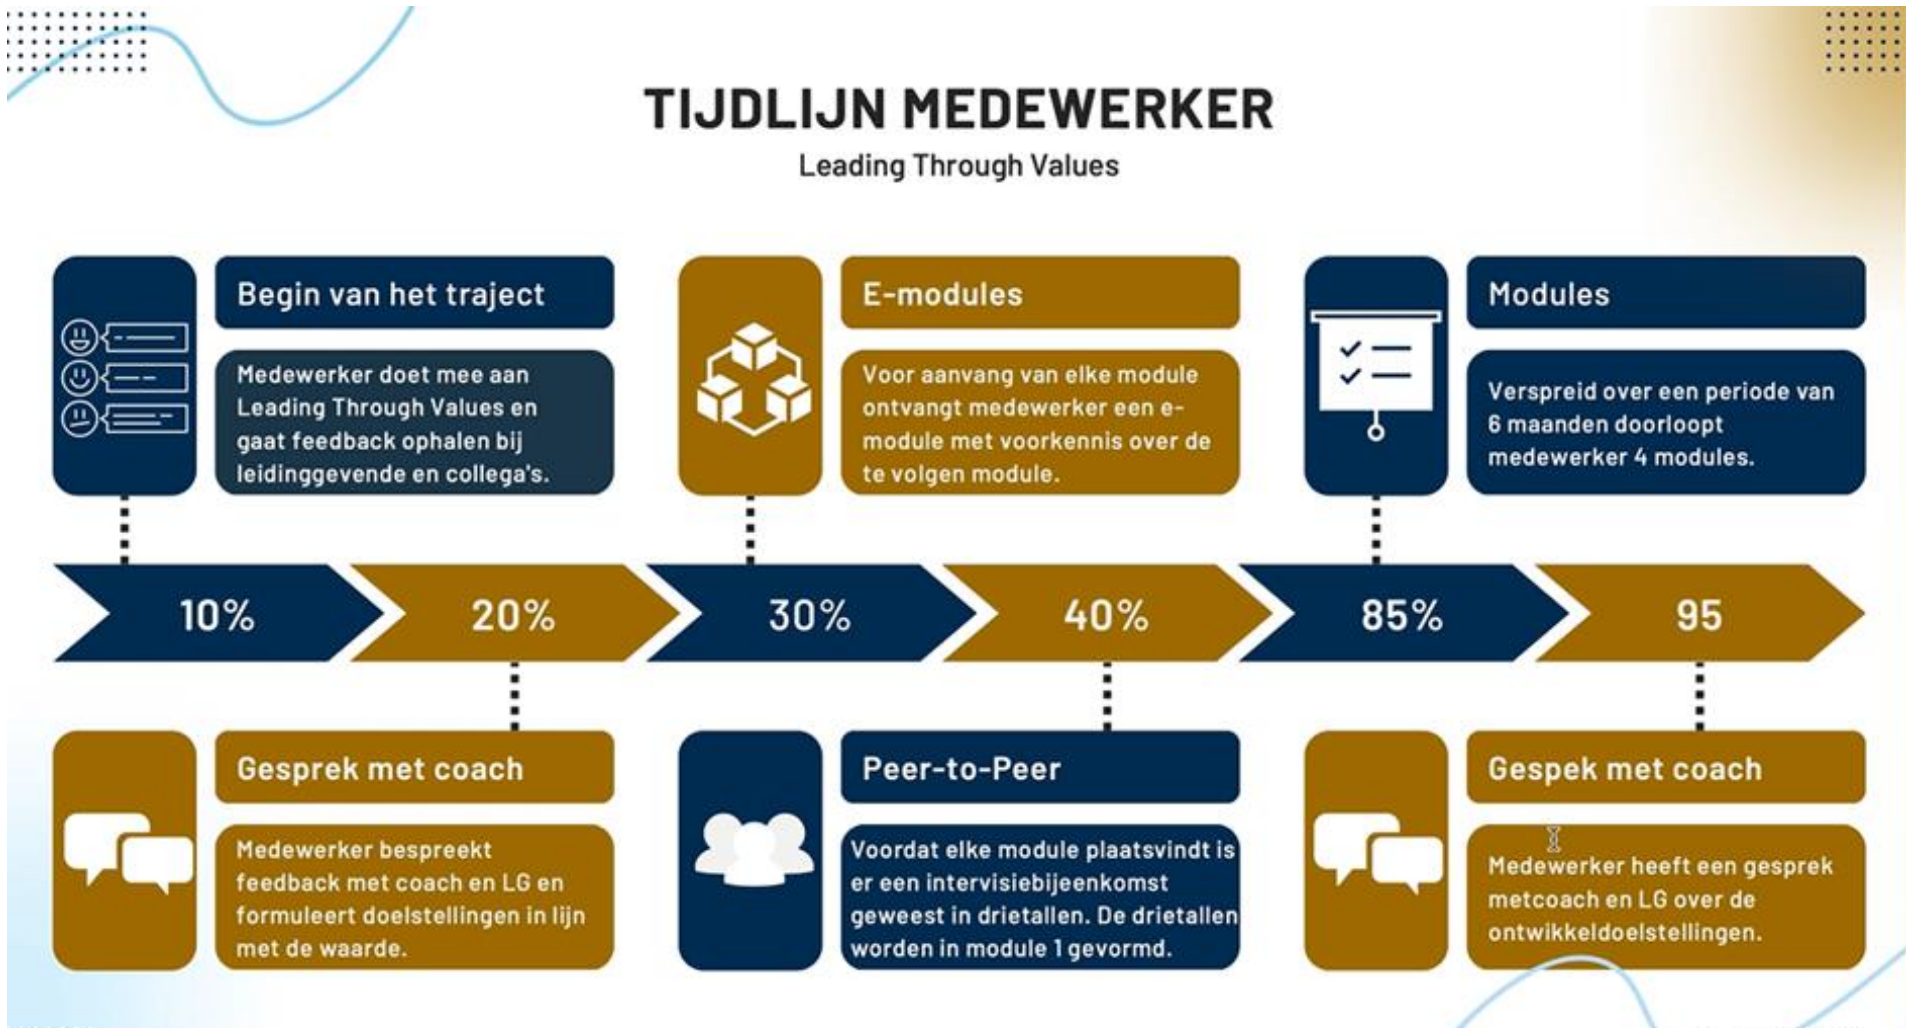 TIJDLIJN MEDEWERKER
Leading Through Values
Begin van het traject
Medewerker doet mee aan
Leading Through Values en
gaat feedback ophalen bij
leidinggevende en collega's.
E-modules
Voor aanvang van elke module
ontvangt medewerker een e-
module met voorkennis over de
te volgen module.
Modules
Verspreid over een periode van
6 maanden doorloopt
medewerker 4 modules.
10%
20%
30%
40%
85%
95
Gesprek met coach
Medewerker bespreekt
feedback met coach en LG en
formuleert doelstellingen in lijn
met de waarde.
Peer-to-Peer
Voordat elke module plaatsvindt is
er een intervisiebijeenkomst
geweest in drietallen. De drietallen
worden in module 1 gevormd.
Gespek met coach
Medewerker heeft een gesprek
metcoach en LG over de
ontwikkeldoelstellingen.